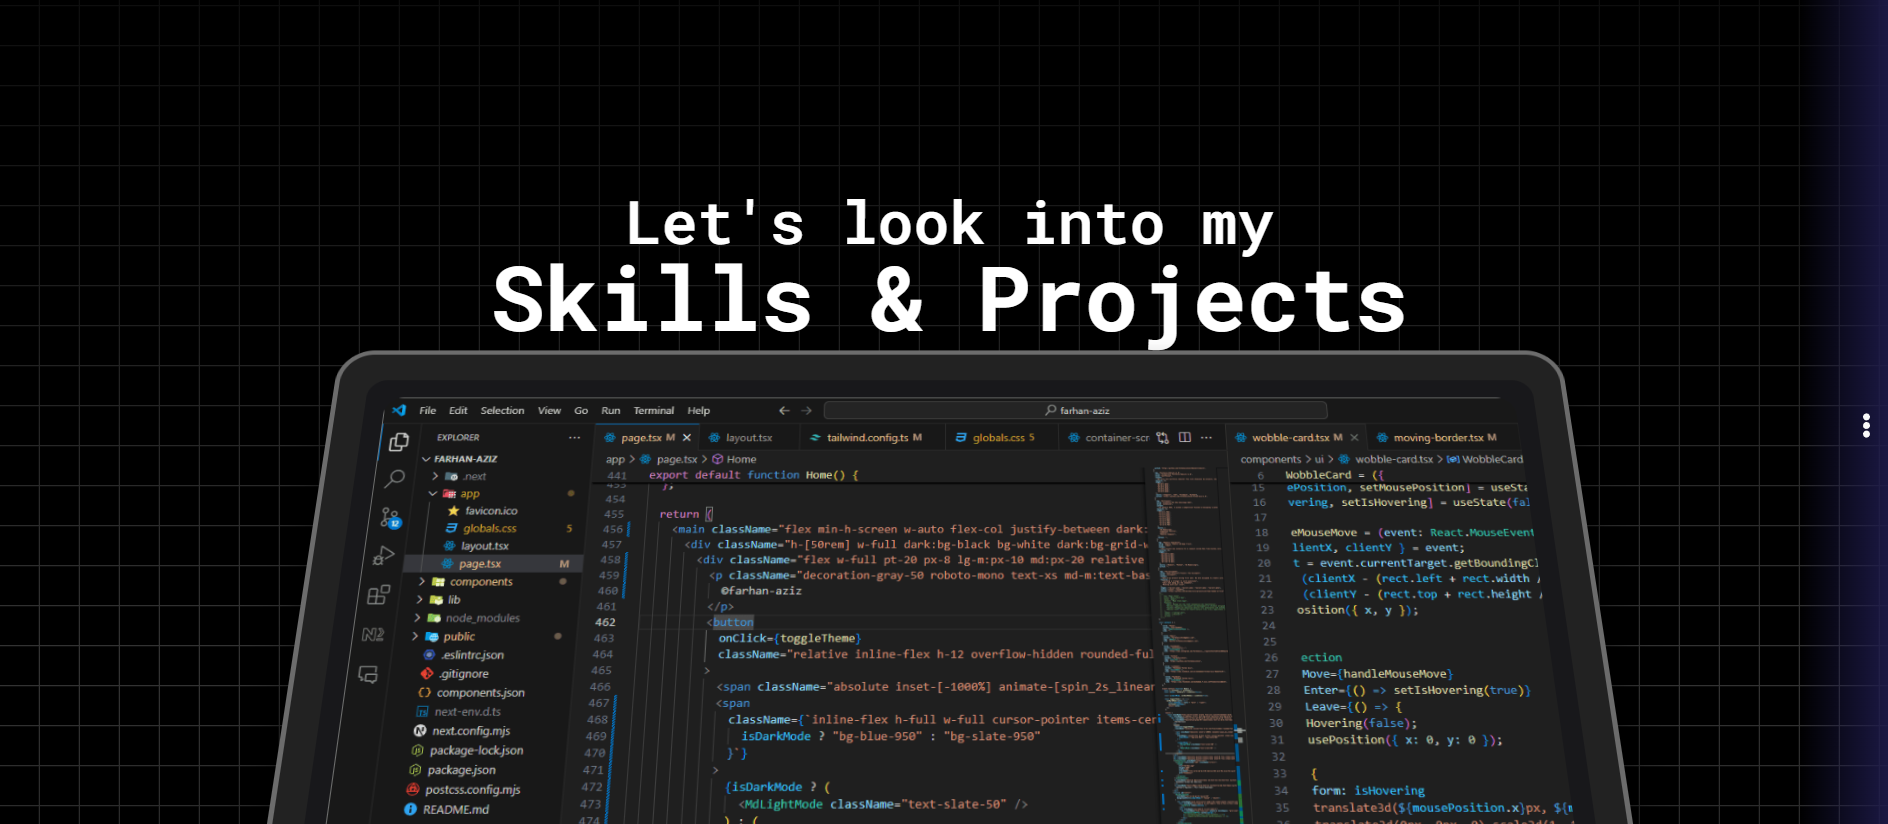 Let's look into my
Skills & Projects
File Edit Selection View Go Run Terminal Help
farhan-aziz
EXPLORER
FARHAN-AZIZ
.next
app
favicon.ico
globals.css 5
layout.tsx
page.tsx M
components
lib
node_modules
public
.eslintrc.json
.gitignore
components.json
next-env.d.ts
next.config.mjs
package-lock.json
package.json
postcss.config.mjs
README.md
12
page.tsx M layout.tsx tailwind.config.ts M globals.css 5 container-scr
app > page.tsx > Home
441 export default function Home() {
453 };
454
455 return (
456 <main className="flex min-h-screen w-auto flex-col justify-between dark:
457 <div className="h-[50rem] w-full dark:bg-black bg-white dark:bg-grid-w
458 <div className="flex w-full pt-20 px-8 lg-m:px-10 md:px-20 relative
459 <p className="decoration-gray-50 roboto-mono text-xs md-m:text-bas
460 ©farhan-aziz
461 </p>
462 <button
463 onClick={toggleTheme}
464 className="relative inline-flex h-12 overflow-hidden rounded-ful
465 >
466 <span className="absolute inset-[-1000%] animate-[spin_2s_linear
467 <span
468 className={`inline-flex h-full w-full cursor-pointer items-cen
469 isDarkMode ? "bg-blue-950" : "bg-slate-950"
470 }`}
471 >
472 {isDarkMode ? (
473 <MdLightMode className="text-slate-50" />
474 ) : (
wobble-card.tsx M moving-border.tsx M
components > ui > wobble-card.tsx > WobbleCard
6 WobbleCard = ({
15 ePosition, setMousePosition] = useSta
16 vering, setIsHovering] = useState(fal
17
18 eMouseMove = (event: React.MouseEvent
19 lientX, clientY } = event;
20 t = event.currentTarget.getBoundingCl
21 (clientX - (rect.left + rect.width /
22 (clientY - (rect.top + rect.height /
23 osition({ x, y });
24
25
26 ection
27 Move={handleMouseMove}
28 Enter={() => setIsHovering(true)}
29 Leave={() => {
30 Hovering(false);
31 usePosition({ x: 0, y: 0 });
32
33 {
34 form: isHovering
35 translate3d(${mousePosition.x}px, ${m